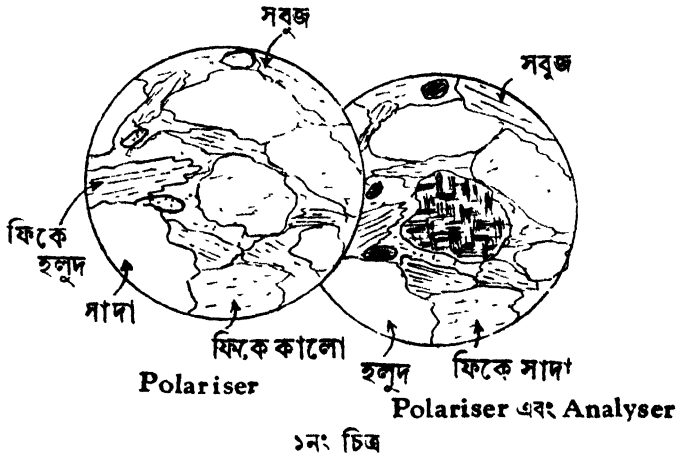 সবুজ
সবুজ
ফিকে
হলুদ
সাদা
ফিকে কালো
হলুদ
ফিকে সাদা
Polariser
Polariser এবং Analyser
১নং চিত্র